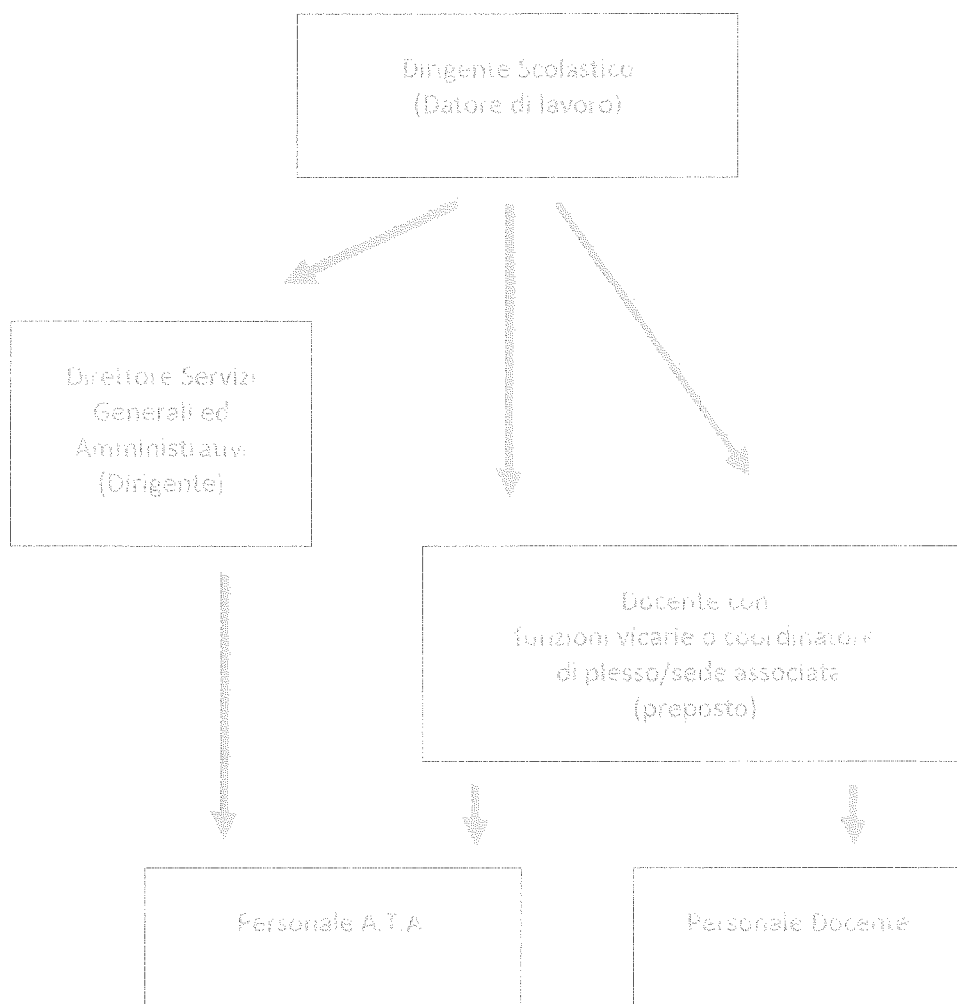 Dirigente Scolastico
(Datore di lavoro)
Direttore Servizi
Generali ed
Amministrativi
(Dirigente)
Docente con
funzioni vicarie o coordinatore
di plesso/sede associata
(preposto)
Personale A.T.A
Personale Docente